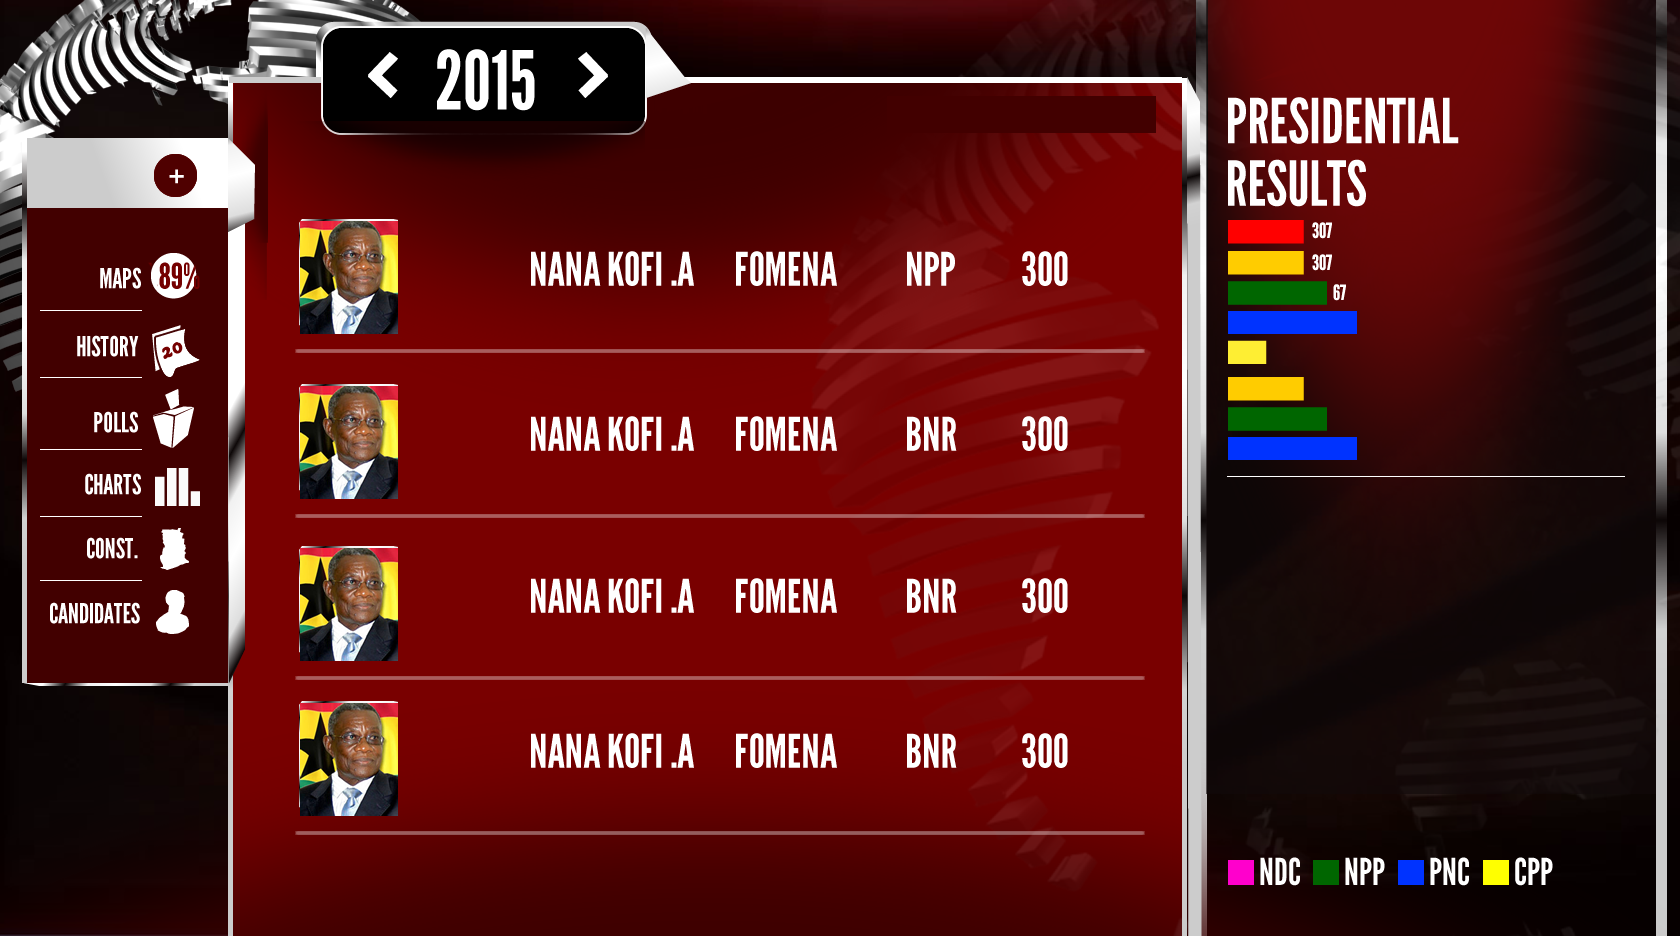 2015
+
MAPS 89%
HISTORY 20
POLLS
CHARTS
CONST.
CANDIDATES
NANA KOFI .A FOMENA NPP 300
NANA KOFI .A FOMENA BNR 300
NANA KOFI .A FOMENA BNR 300
NANA KOFI .A FOMENA BNR 300
PRESIDENTIAL
RESULTS
307
307
67
NDC NPP PNC CPP